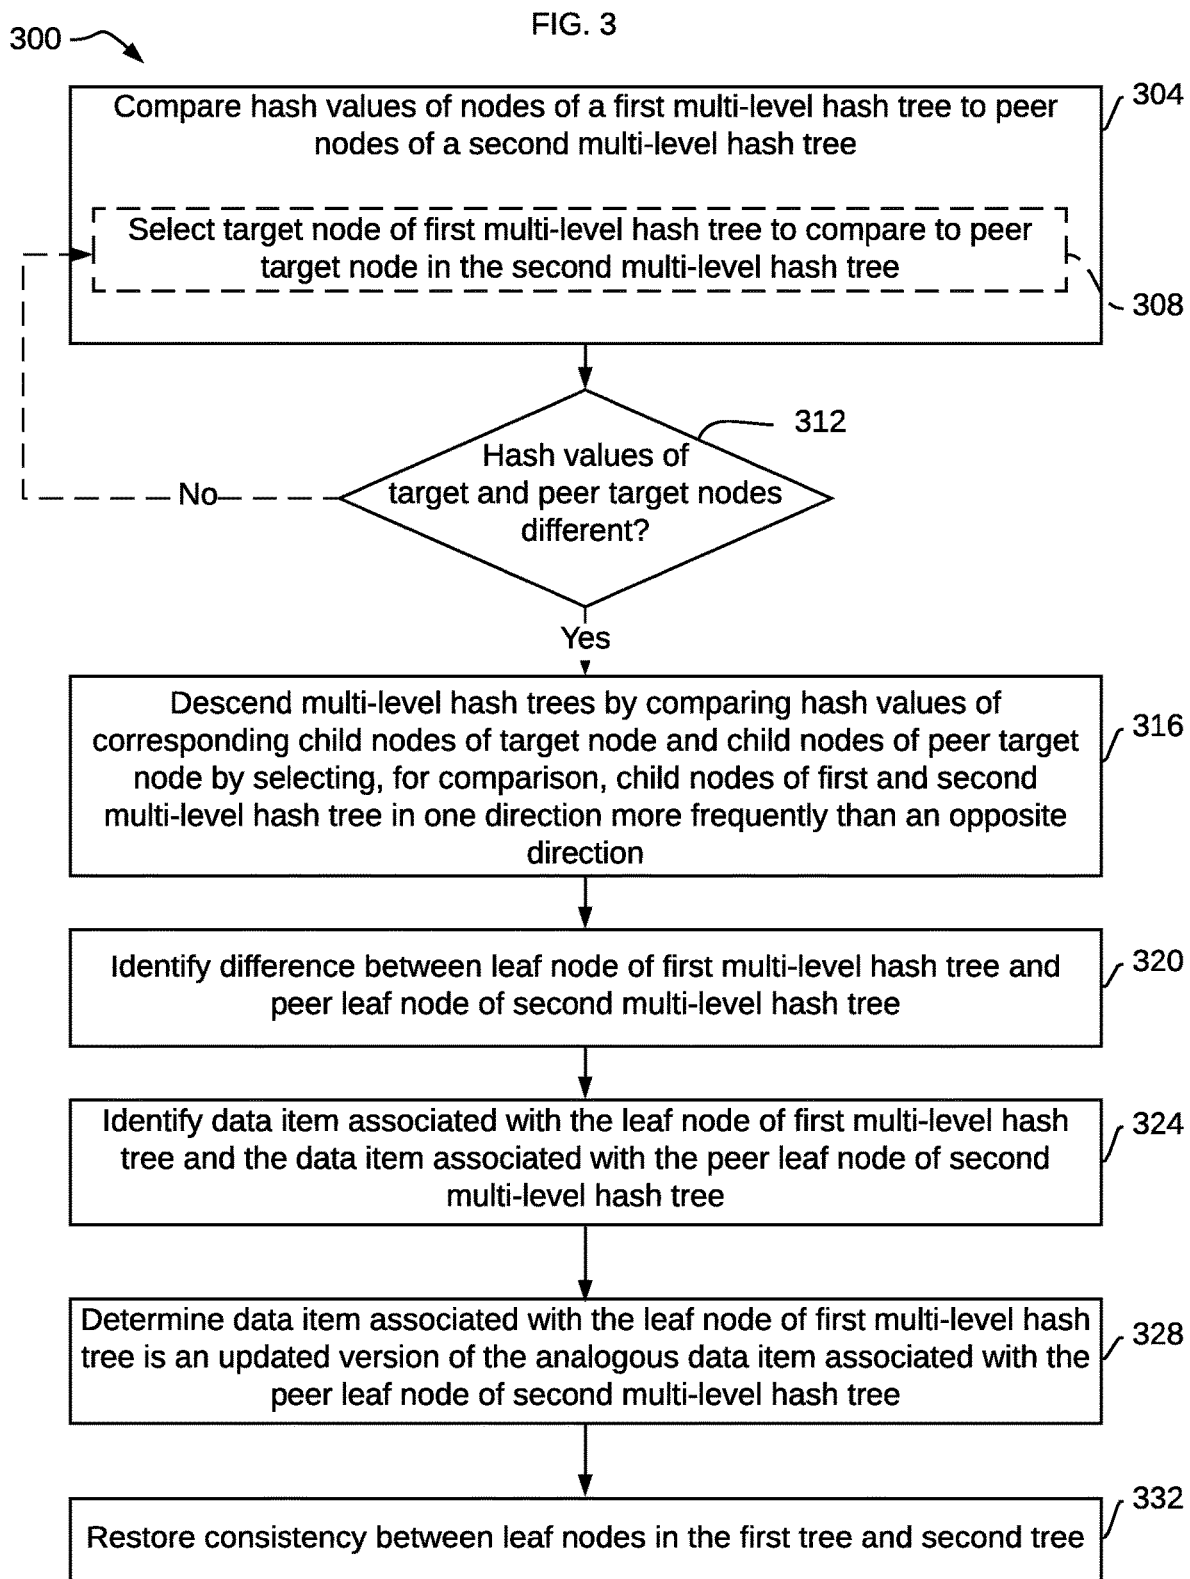 FIG. 3
300
304
Compare hash values of nodes of a first multi-level hash tree to peer
nodes of a second multi-level hash tree
Select target node of first multi-level hash tree to compare to peer
target node in the second multi-level hash tree
308
312
Hash values of
target and peer target nodes
different?
No
Yes
Descend multi-level hash trees by comparing hash values of
corresponding child nodes of target node and child nodes of peer target
node by selecting, for comparison, child nodes of first and second
multi-level hash tree in one direction more frequently than an opposite
direction
316
Identify difference between leaf node of first multi-level hash tree and
peer leaf node of second multi-level hash tree
320
Identify data item associated with the leaf node of first multi-level hash
tree and the data item associated with the peer leaf node of second
multi-level hash tree
324
Determine data item associated with the leaf node of first multi-level hash
tree is an updated version of the analogous data item associated with the
peer leaf node of second multi-level hash tree
328
332
Restore consistency between leaf nodes in the first tree and second tree